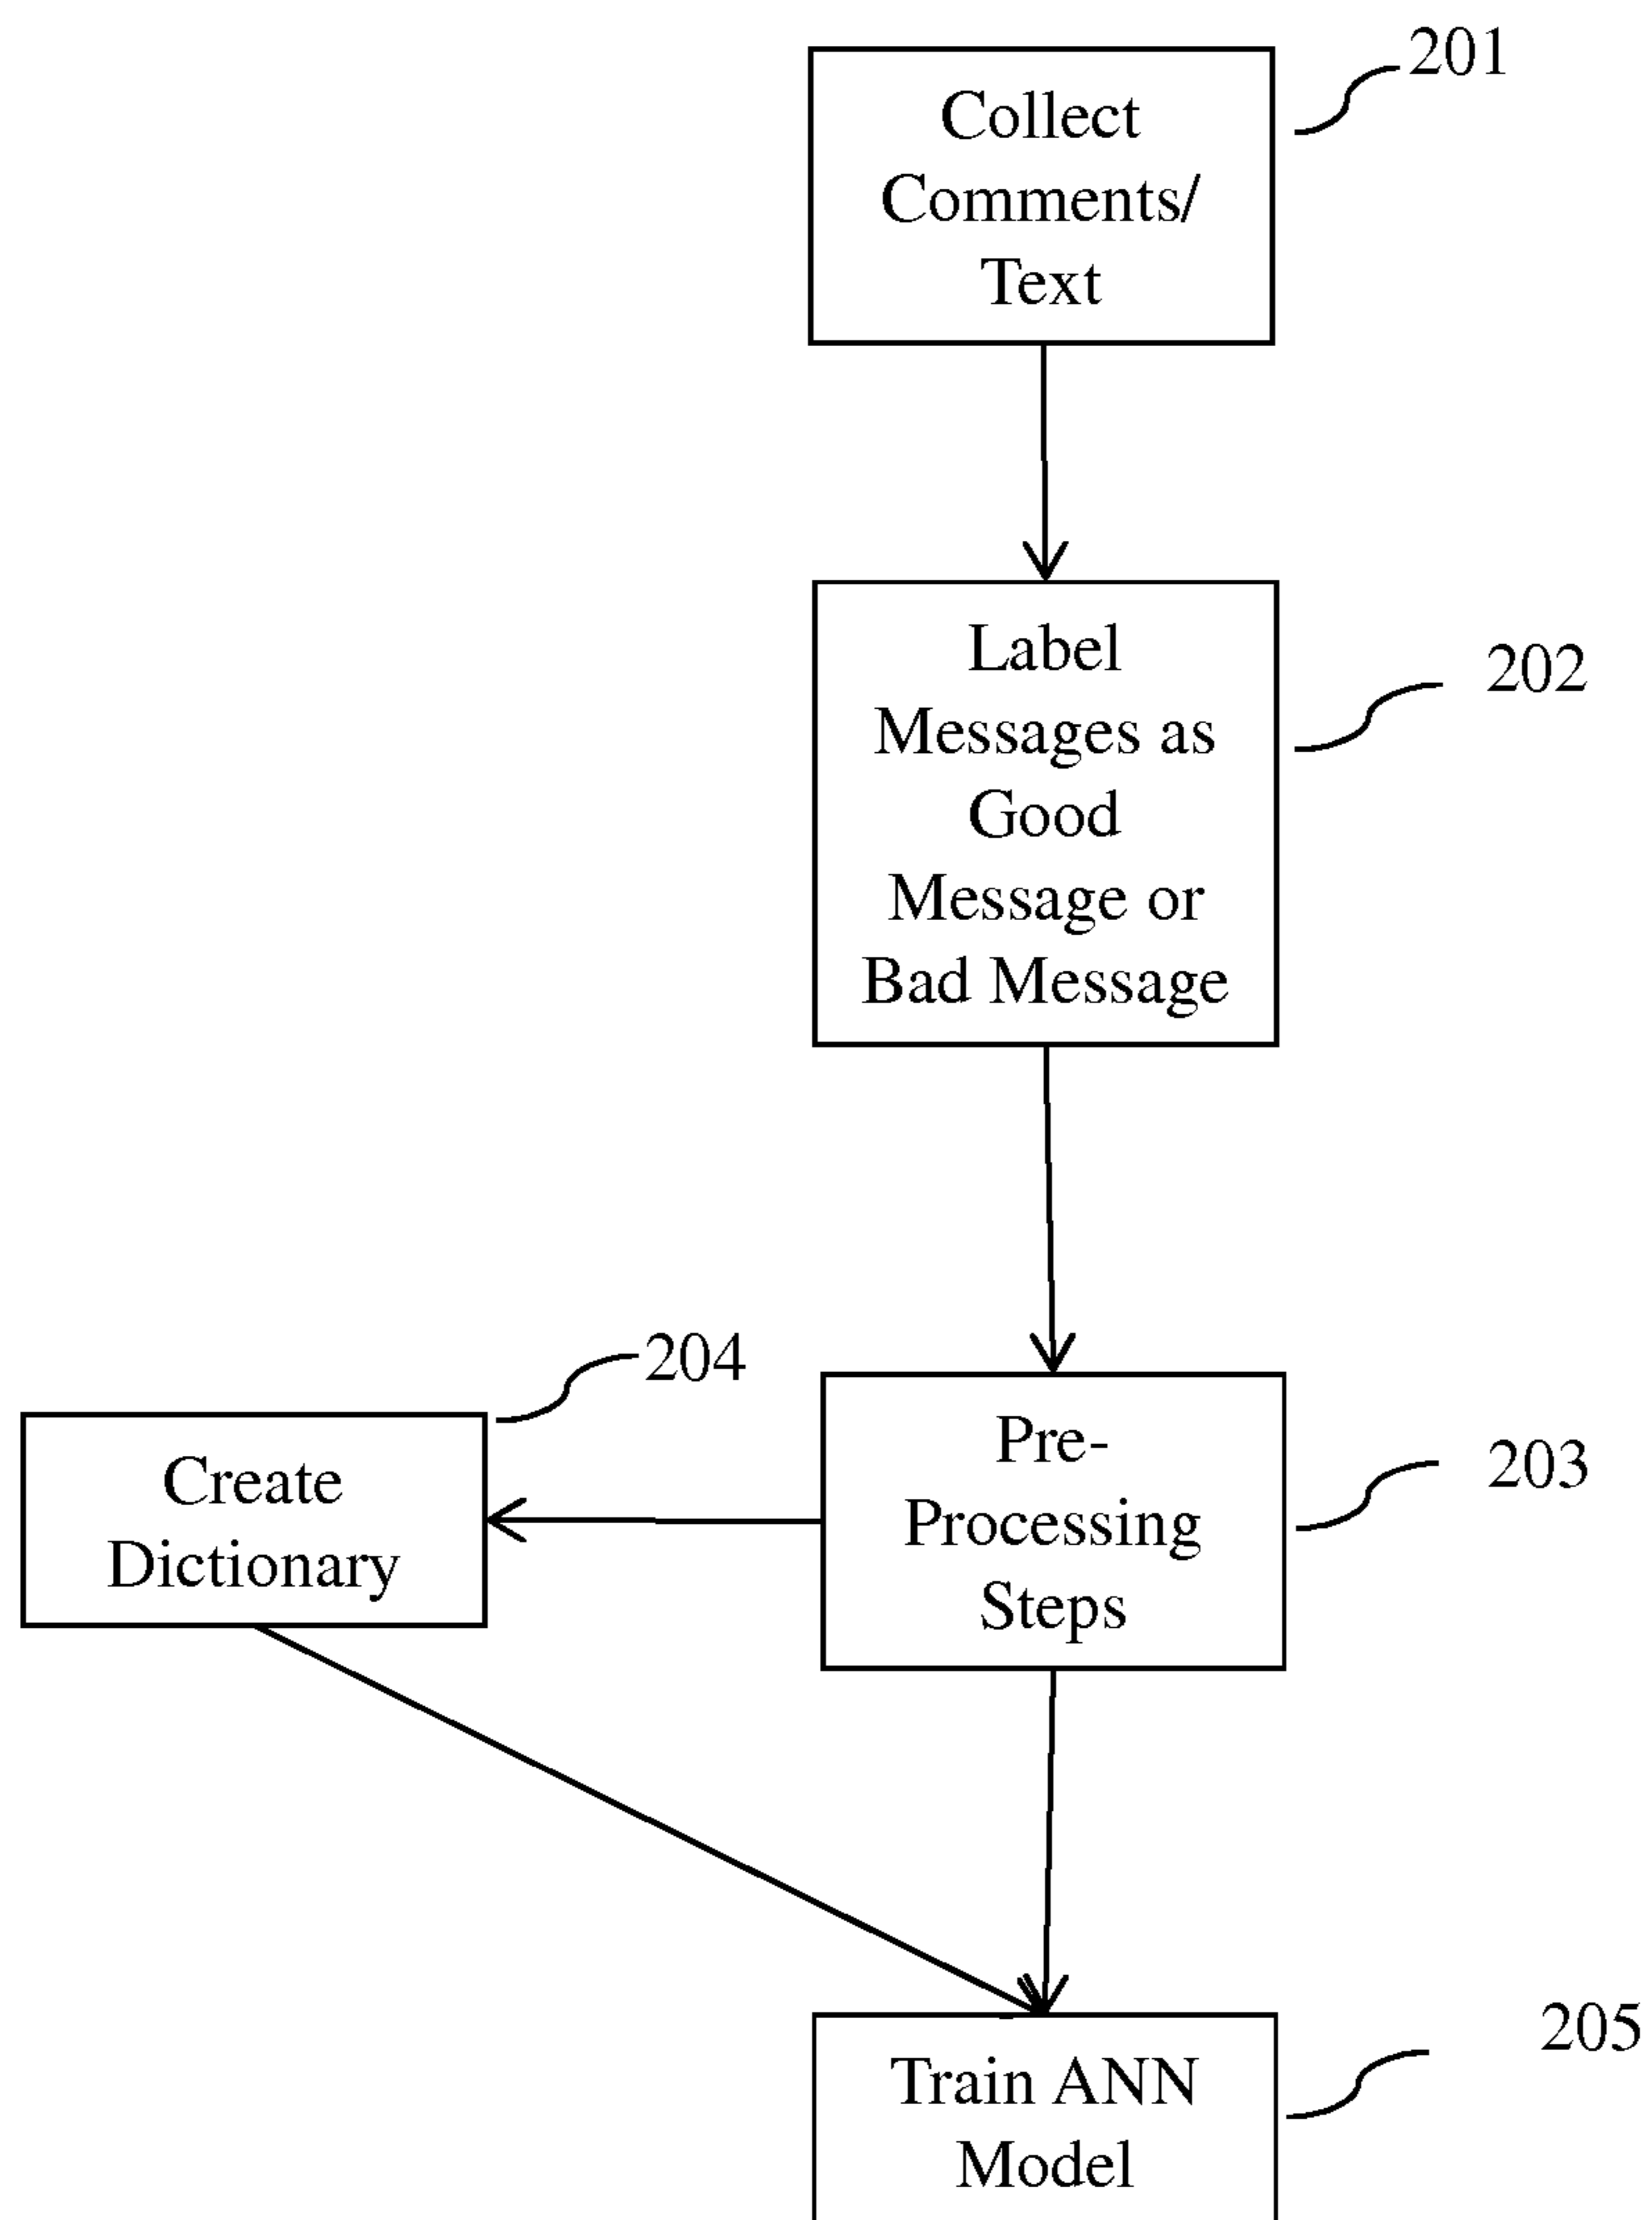 201
Collect
Comments/
Text
202
Label
Messages as
Good
Message or
Bad Message
204
Create
Dictionary
203
Pre-
Processing
Steps
205
Train ANN
Model